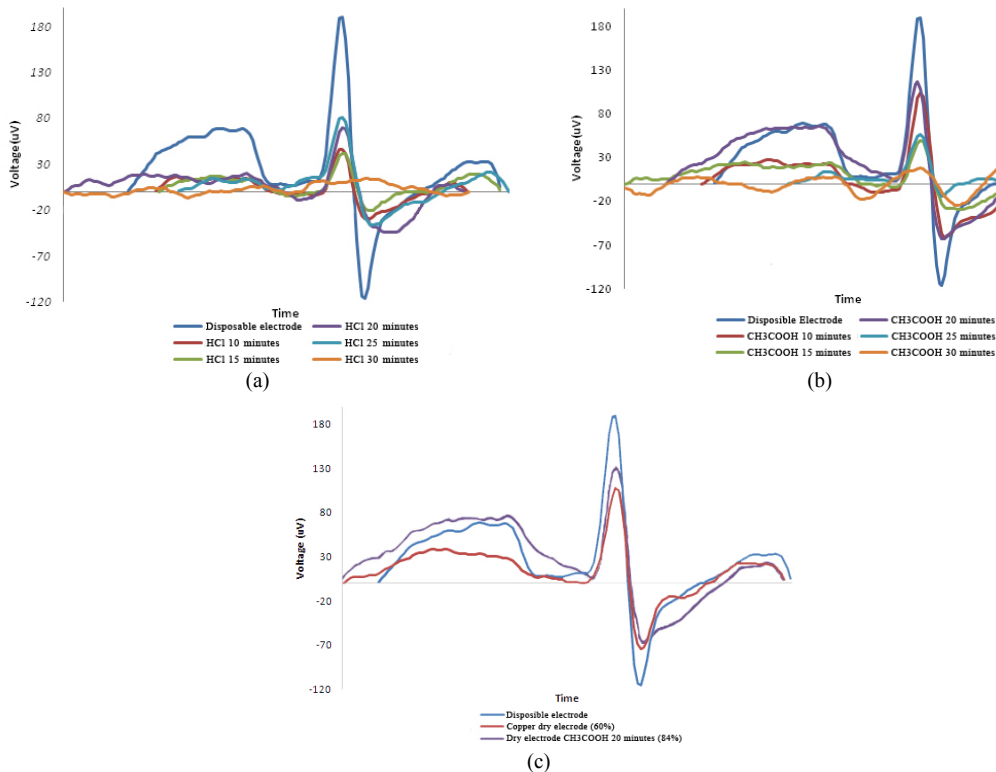 180
130
80
30
-20
-70
-120
Voltage(uV)
Time
Disposable electrode
HCl 20 minutes
HCl 10 minutes
HCl 25 minutes
HCl 15 minutes
HCl 30 minutes
(a)
180
130
80
30
-20
-70
-120
Voltage(uV)
Time
Disposible Electrode
CH3COOH 20 minutes
CH3COOH 10 minutes
CH3COOH 25 minutes
CH3COOH 15 minutes
CH3COOH 30 minutes
(b)
180
130
80
30
-20
-70
-120
Voltage (uV)
Time
Disposible electrode
Copper dry elecrode (60%)
Dry electrode CH3COOH 20 minutes (84%)
(c)